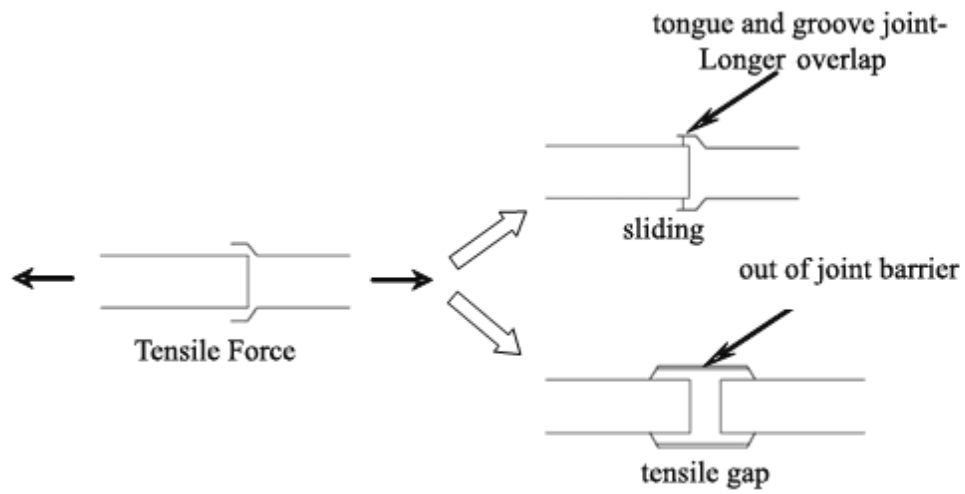 tongue and groove joint-
Longer overlap
sliding
out of joint barrier
Tensile Force
tensile gap